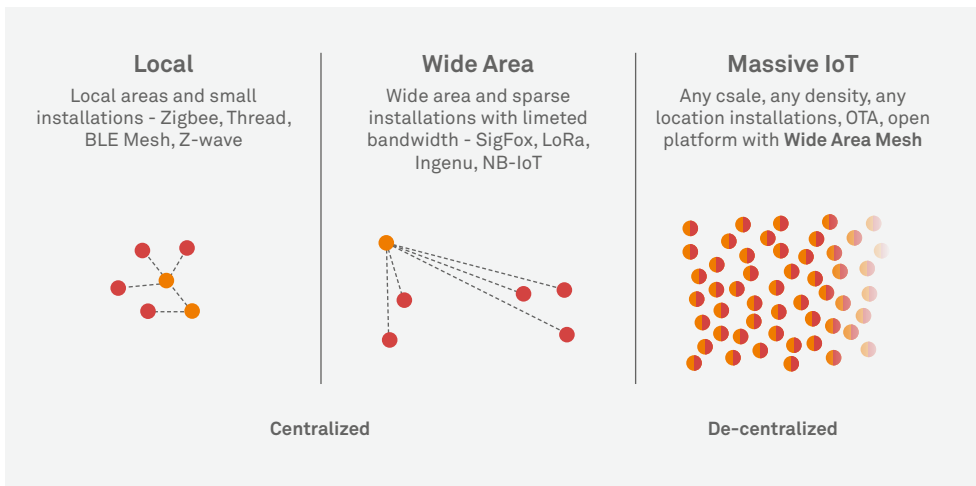 Local
Local areas and small
installations - Zigbee, Thread,
BLE Mesh, Z-wave
Wide Area
Wide area and sparse
installations with limeted
bandwidth - SigFox, LoRa,
Ingenu, NB-IoT
Massive IoT
Any csale, any density, any
location installations, OTA, open
platform with Wide Area Mesh
Centralized
De-centralized